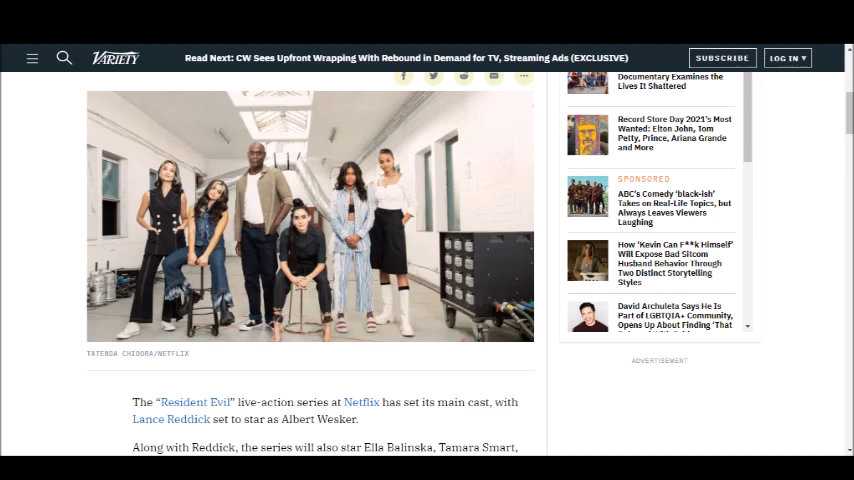 VARIETY
Read Next: CW Sees Upfront Wrapping With Rebound in Demand for TV, Streaming Ads (EXCLUSIVE)
SUBSCRIBE
LOG IN ▾
TATENDA CHIDORA/NETFLIX
The “Resident Evil” live-action series at Netflix has set its main cast, with
Lance Reddick set to star as Albert Wesker.
Along with Reddick, the series will also star Ella Balinska, Tamara Smart,
Documentary Examines the
Lives It Shattered
Record Store Day 2021's Most
Wanted: Elton John, Tom
Petty, Prince, Ariana Grande
and More
SPONSORED
ABC's Comedy 'black-ish'
Takes on Real-Life Topics, but
Always Leaves Viewers
Laughing
How 'Kevin Can F**k Himself'
Will Expose Bad Sitcom
Husband Behavior Through
Two Distinct Storytelling
Styles
David Archuleta Says He Is
Part of LGBTQIA+ Community,
Opens Up About Finding 'That
ADVERTISEMENT